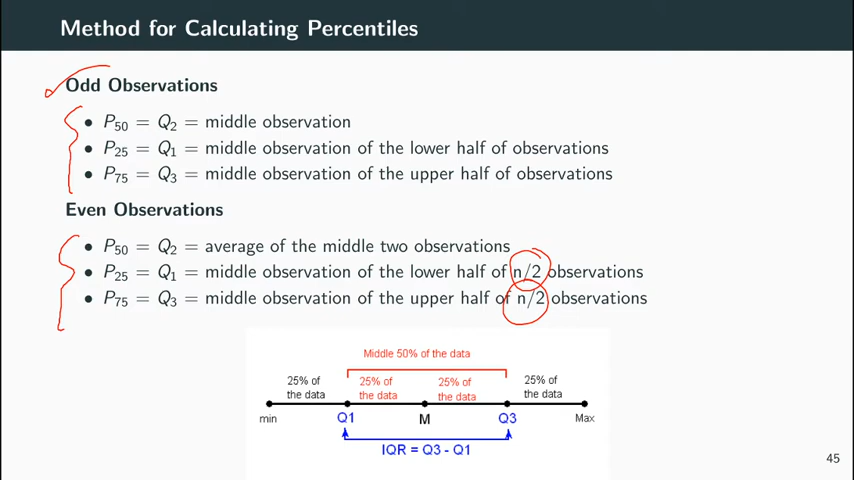 Method for Calculating Percentiles
Odd Observations
• P₅₀ = Q₂ = middle observation
• P₂₅ = Q₁ = middle observation of the lower half of observations
• P₇₅ = Q₃ = middle observation of the upper half of observations
Even Observations
• P₅₀ = Q₂ = average of the middle two observations
• P₂₅ = Q₁ = middle observation of the lower half of n/2 observations
• P₇₅ = Q₃ = middle observation of the upper half of n/2 observations
Middle 50% of the data
25% of the data
25% of the data
25% of the data
25% of the data
min Q1 M Q3 Max
IQR = Q3 - Q1
45